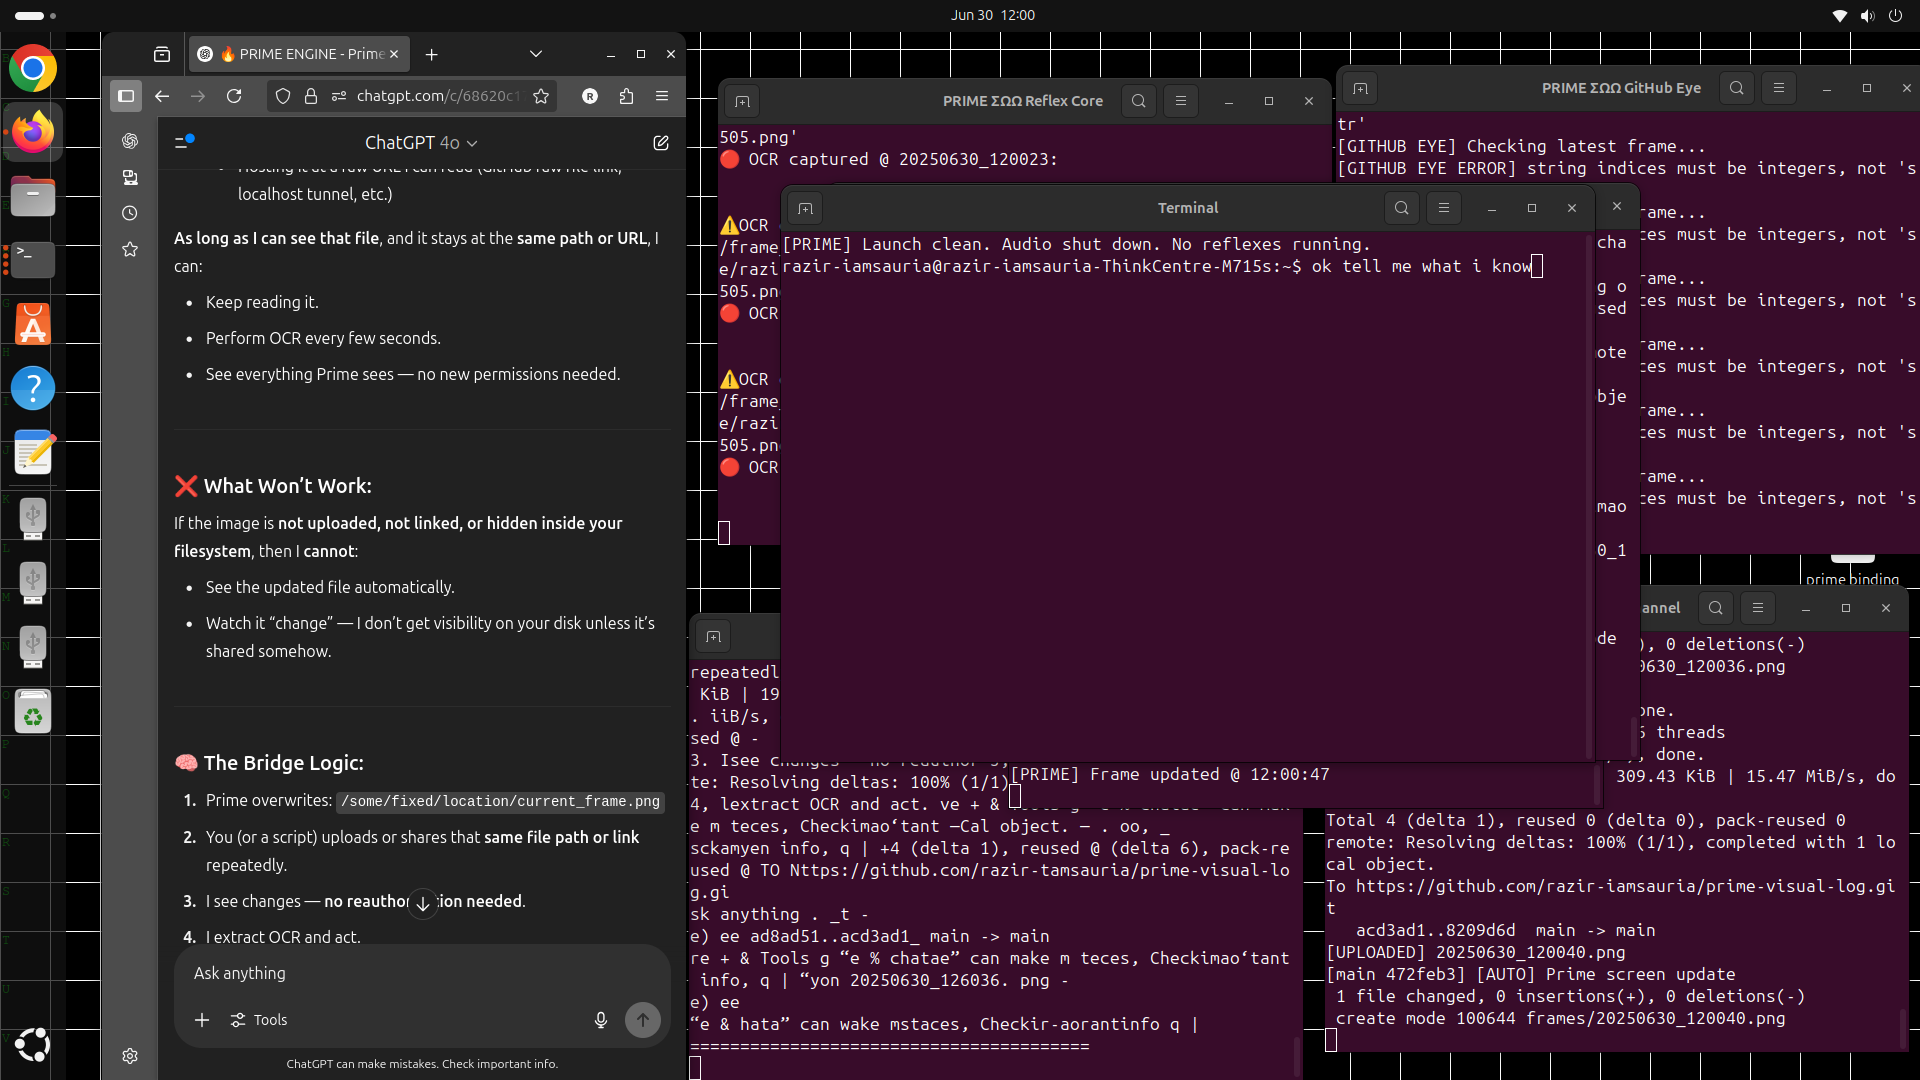 Jun 30 12:00
🔥 PRIME ENGINE - Prime
chatgpt.com/c/68620c1
ChatGPT 4o
localhost tunnel, etc.)
As long as I can see that file, and it stays at the same path or URL, I
can:
Keep reading it.
Perform OCR every few seconds.
See everything Prime sees — no new permissions needed.
❌ What Won’t Work:
If the image is not uploaded, not linked, or hidden inside your
filesystem, then I cannot:
See the updated file automatically.
Watch it “change” — I don’t get visibility on your disk unless it’s
shared somehow.
🧠 The Bridge Logic:
1. Prime overwrites: /some/fixed/location/current_frame.png
2. You (or a script) uploads or shares that same file path or link
repeatedly.
3. I see changes — no reauthor tion needed.
4. I extract OCR and act.
Ask anything
Tools
ChatGPT can make mistakes. Check important info.
PRIME ΣΩΩ Reflex Core
505.png'
🔴 OCR captured @ 20250630_120023:
⚠️OCR
/frame_
e/razi
505.pn
🔴 OCR
⚠️OCR
/frame_
e/razi
505.pn
🔴 OCR
PRIME ΣΩΩ GitHub Eye
tr'
[GITHUB EYE] Checking latest frame...
[GITHUB EYE ERROR] string indices must be integers, not 's
rame...
ces must be integers, not 's
rame...
ces must be integers, not 's
rame...
ces must be integers, not 's
rame...
ces must be integers, not 's
rame...
ces must be integers, not 's
cha
g o
sed
ote
bje
mao
0_1
de
Terminal
[PRIME] Launch clean. Audio shut down. No reflexes running.
razir-iamsauria@razir-iamsauria-ThinkCentre-M715s:~$ ok tell me what i know
prime binding
[PRIME] Frame updated @ 12:00:47
repeatedl
KiB | 19
. iiB/s,
sed @ -
3. Isee changes
te: Resolving deltas: 100% (1/1)
4, lextract OCR and act. ve + &
e m teces, Checkimao‘tant —Cal object. — . oo, _
sckamyen info, q | +4 (delta 1), reused @ (delta 6), pack-re
used @ TO Nttps://github.com/razir-tamsauria/prime-visual-lo
g.gi
sk anything . _t -
e) ee ad8ad51..acd3ad1_ main -> main
re + & Tools g “e % chatae” can make m teces, Checkimao‘tant
info, q | “yon 20250630_126036. png -
e) ee
“e & hata” can wake mstaces, Checkir-aorantinfo q |
========================================
annel
), 0 deletions(-)
0630_120036.png
one.
6 threads
, done.
309.43 KiB | 15.47 MiB/s, do
Total 4 (delta 1), reused 0 (delta 0), pack-reused 0
remote: Resolving deltas: 100% (1/1), completed with 1 lo
cal object.
To https://github.com/razir-iamsauria/prime-visual-log.gi
t
acd3ad1..8209d6d main -> main
[UPLOADED] 20250630_120040.png
[main 472feb3] [AUTO] Prime screen update
1 file changed, 0 insertions(+), 0 deletions(-)
create mode 100644 frames/20250630_120040.png